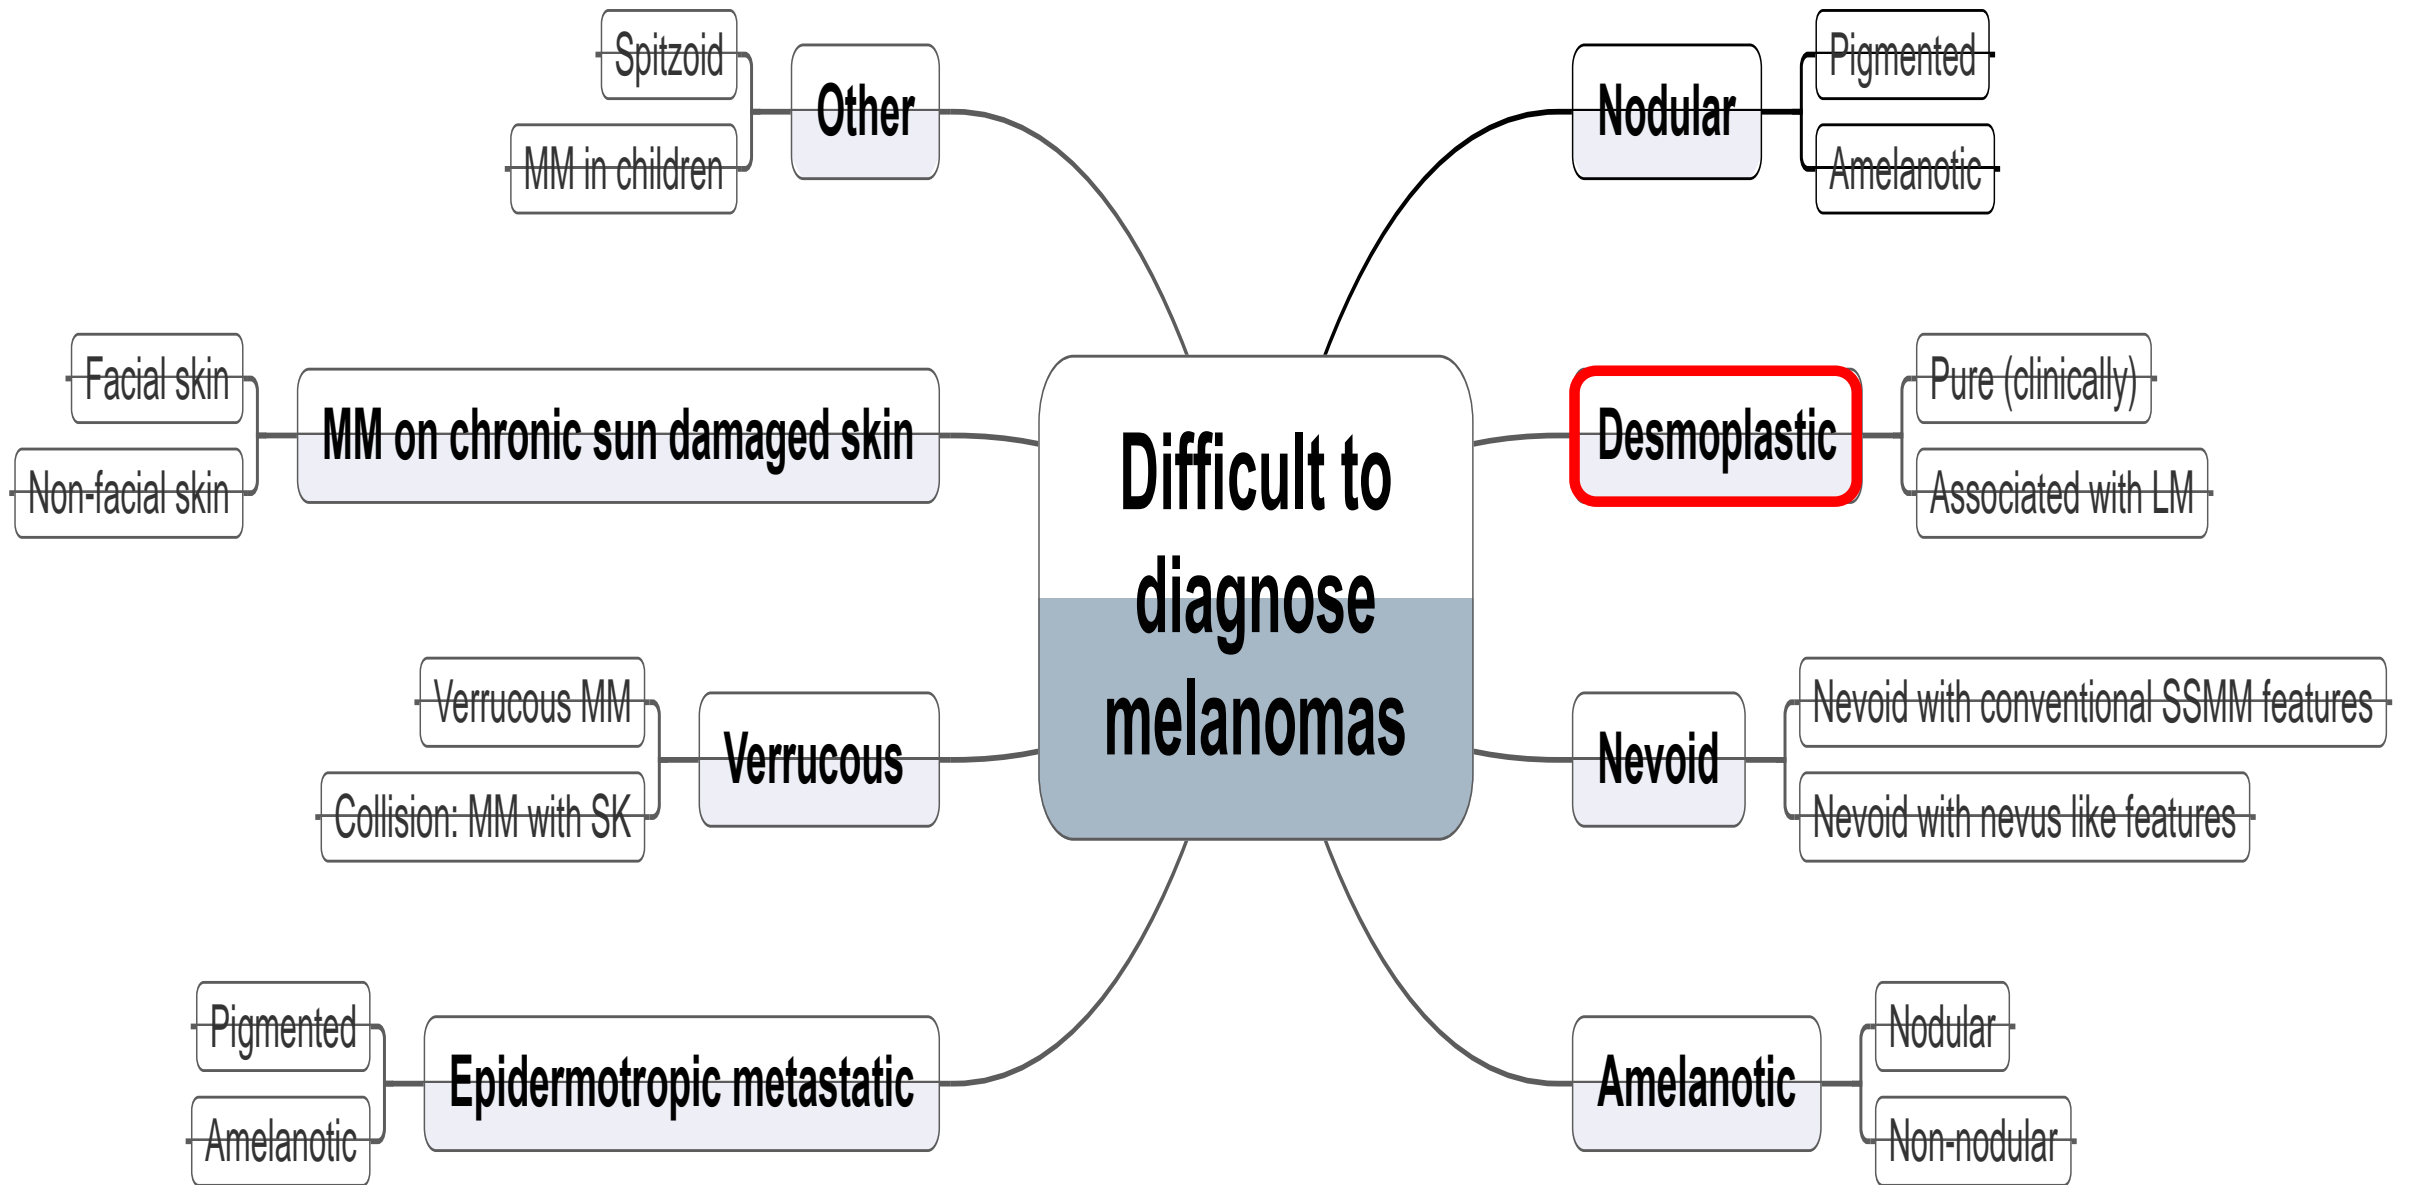 Difficult to
diagnose
melanomas
Nodular
Pigmented
Amelanotic
Desmoplastic
Pure (clinically)
Associated with LM
Nevoid
Nevoid with conventional SSMM features
Nevoid with nevus like features
Amelanotic
Nodular
Non-nodular
Other
Spitzoid
MM in children
MM on chronic sun damaged skin
Facial skin
Non-facial skin
Verrucous
Verrucous MM
Collision: MM with SK
Epidermotropic metastatic
Pigmented
Amelanotic